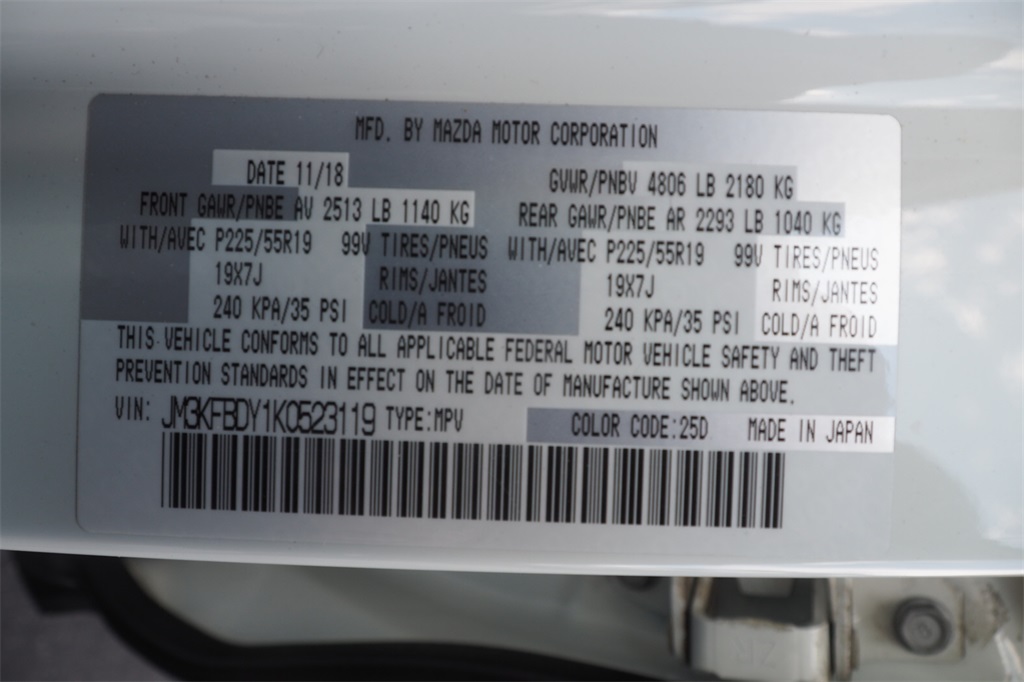 MFD. BY MAZDA MOTOR CORPORATION
DATE 11/18 GVWR/PNBV 4806 LB 2180 KG
FRONT GAWR/PNBE AV 2513 LB 1140 KG REAR GAWR/PNBE AR 2293 LB 1040 KG
WITH/AVEC P225/55R19 99V TIRES/PNEUS WITH/AVEC P225/55R19 99V TIRES/PNEUS
19X7J RIMS/JANTES 19X7J RIMS/JANTES
240 KPA/35 PSI COLD/A FROID 240 KPA/35 PSI COLD/A FROID
THIS VEHICLE CONFORMS TO ALL APPLICABLE FEDERAL MOTOR VEHICLE SAFETY AND THEFT
PREVENTION STANDARDS IN EFFECT ON THE DATE OF MANUFACTURE SHOWN ABOVE.
VIN: JM3KFBDY1K0523119 TYPE:MPV COLOR CODE:25D MADE IN JAPAN